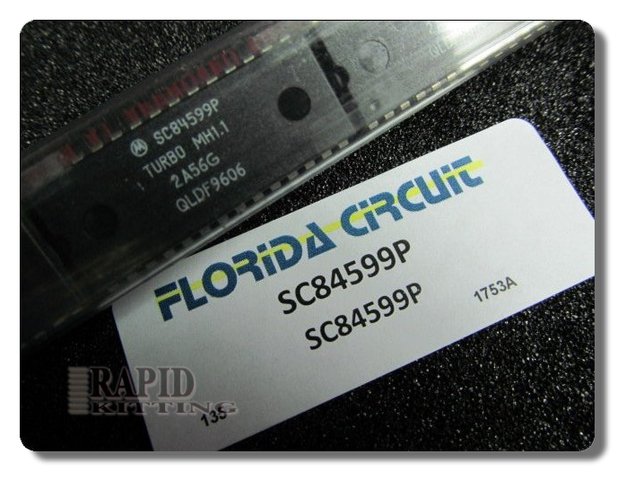 SC84599P
TURBO MH1.1
2A56G
QLDF9606
FLORIDA CIRCUIT
SC84599P
SC84599P
1753A
135
RAPID
KITTING